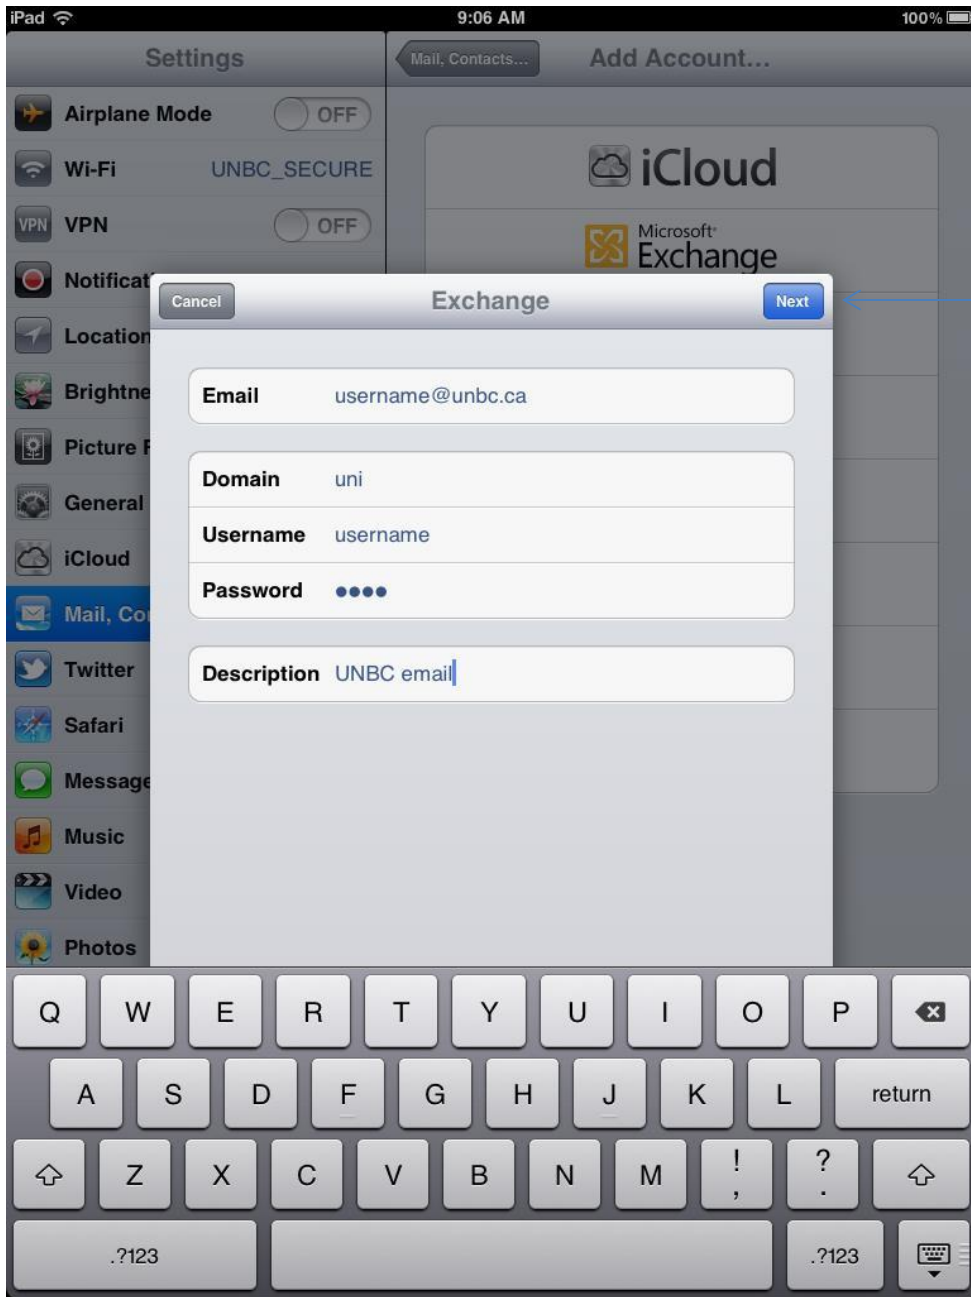 iPad 9:06 AM 100%
Settings
Mail, Contacts... Add Account...
Airplane Mode OFF
Wi-Fi UNBC_SECURE
VPN VPN OFF
iCloud
Microsoft
Exchange
Notificat
Location
Brightne
Picture F
General
iCloud
Mail, Co
Twitter
Safari
Message
Music
Video
Photos
Cancel Exchange Next
Email username@unbc.ca
Domain uni
Username username
Password ••••
Description UNBC email
Q W E R T Y U I O P
A S D F G H J K L return
Z X C V B N M ! , ? .
.?123 .?123